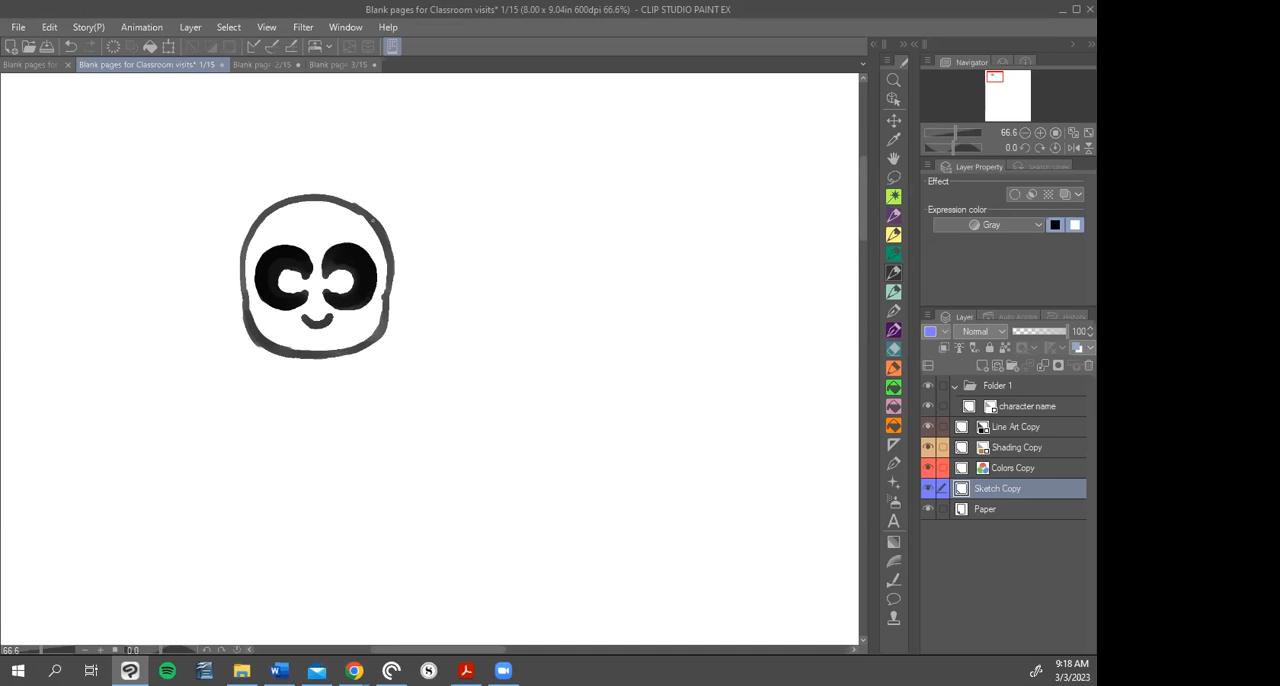 Blank pages for Classroom visits* 1/15 (8.00 x 9.04in 600dpi 66.6%) - CLIP STUDIO PAINT EX
File Edit Story(P) Animation Layer Select View Filter Window Help
Blank pages for Blank pages for Classroom visits* 1/15 Blank pag 2/15 Blank pag 3/15
Navigator
66.6
0.0
Layer Property
Effect
Expression color
Gray
Layer History
Normal 100
Folder 1
character name
Line Art Copy
Shading Copy
Colors Copy
Sketch Copy
Paper
66.6 0.0
9:18 AM
3/3/2023